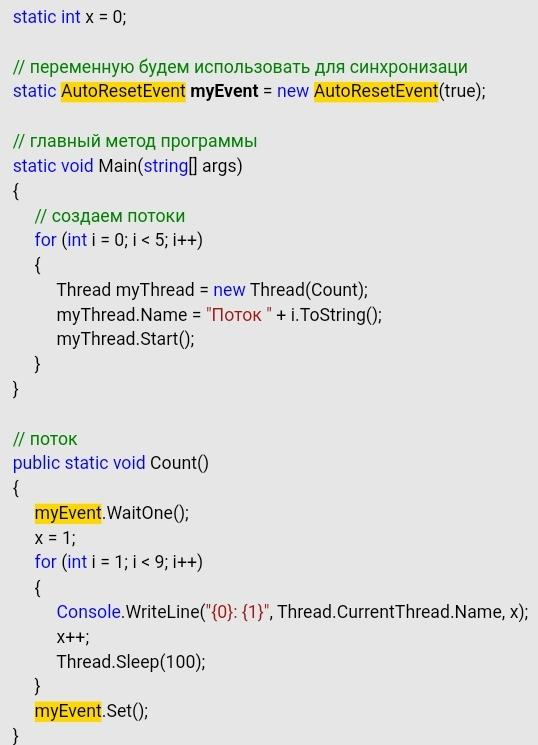 static int x = 0;
// переменную будем использовать для синхронизаци
static AutoResetEvent myEvent = new AutoResetEvent(true);
// главный метод программы
static void Main(string[] args)
{
// создаем потоки
for (int i = 0; i < 5; i++)
{
Thread myThread = new Thread(Count);
myThread.Name = "Поток " + i.ToString();
myThread.Start();
}
}
// поток
public static void Count()
{
myEvent.WaitOne();
x = 1;
for (int i = 1; i < 9; i++)
{
Console.WriteLine("{0}: {1}", Thread.CurrentThread.Name, x);
x++;
Thread.Sleep(100);
}
myEvent.Set();
}